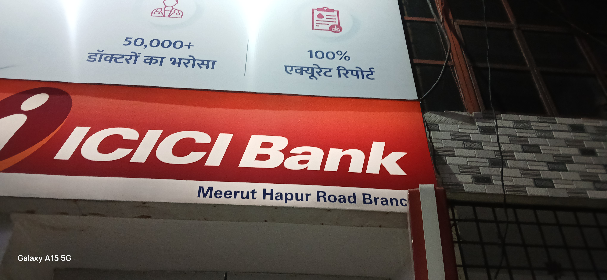 50,000+
डॉक्टरों का भरोसा
100%
एक्यूरेट रिपोर्ट
ICICI Bank
Meerut Hapur Road Branc
Galaxy A15 5G